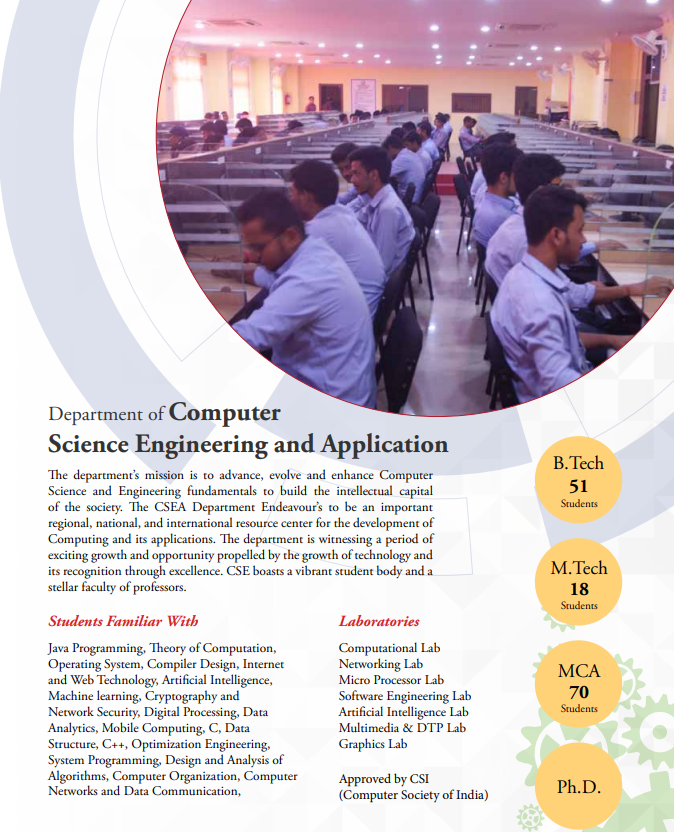 Department of Computer
Science Engineering and Application
The department's mission is to advance, evolve and enhance Computer
Science and Engineering fundamentals to build the intellectual capital
of the society. The CSEA Department Endeavour's to be an important
regional, national, and international resource center for the development of
Computing and its applications. The department is witnessing a period of
exciting growth and opportunity propelled by the growth of technology and
its recognition through excellence. CSE boasts a vibrant student body and a
stellar faculty of professors.
Students Familiar With
Java Programming, Theory of Computation,
Operating System, Compiler Design, Internet
and Web Technology, Artificial Intelligence,
Machine learning, Cryptography and
Network Security, Digital Processing, Data
Analytics, Mobile Computing, C, Data
Structure, C++, Optimization Engineering,
System Programming, Design and Analysis of
Algorithms, Computer Organization, Computer
Networks and Data Communication,
Laboratories
Computational Lab
Networking Lab
Micro Processor Lab
Software Engineering Lab
Artificial Intelligence Lab
Multimedia & DTP Lab
Graphics Lab
Approved by CSI
(Computer Society of India)
B.Tech
51
Students
M.Tech
18
Students
MCA
70
Students
Ph.D.